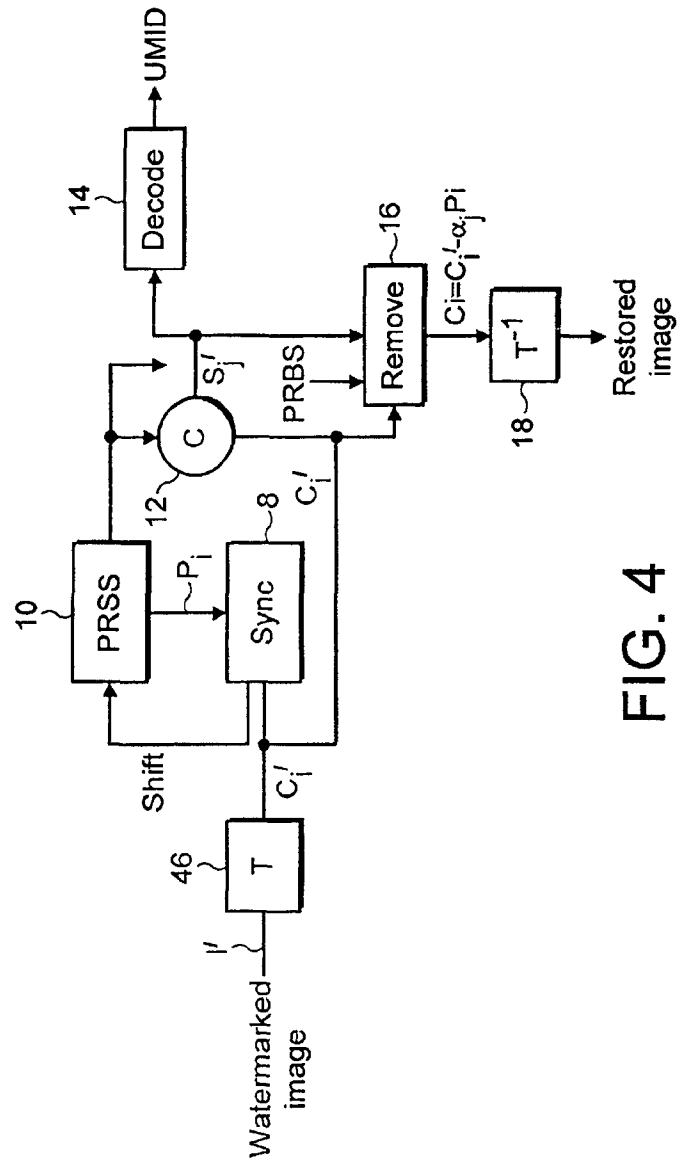 Watermarked
image
I'
46
T
Cᵢ'
Shift
10
PRSS
Pᵢ
8
Sync
12
C
Sⱼ'
14
Decode
UMID
Cᵢ'
PRBS
16
Remove
Ci=Cᵢ'-αⱼPi
18
T⁻¹
Restored
image
FIG. 4